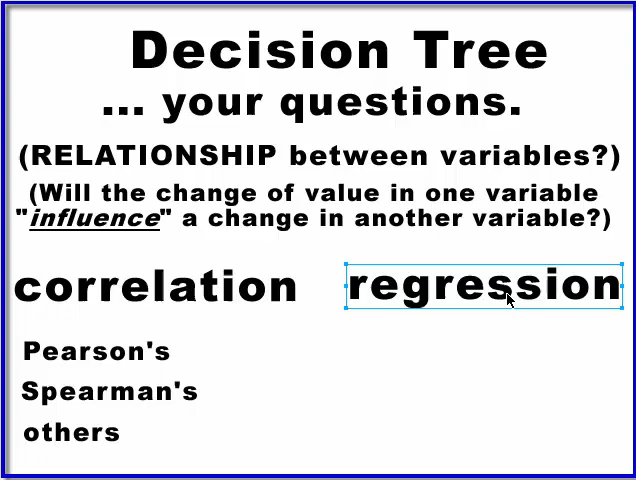 Decision Tree
... your questions.
(RELATIONSHIP between variables?)
(Will the change of value in one variable
"influence" a change in another variable?)
correlation regression
Pearson's
Spearman's
others